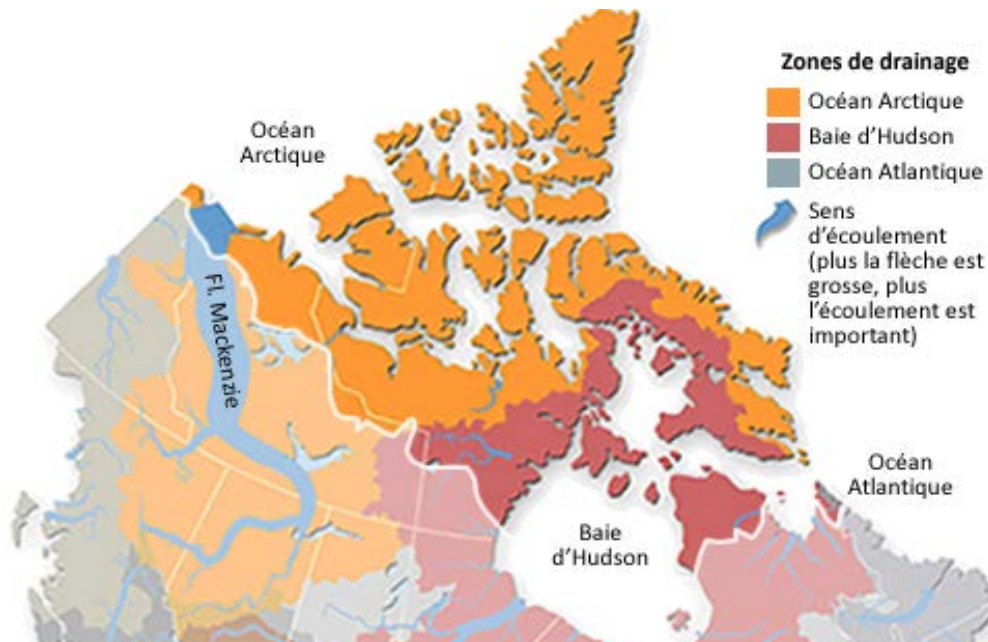 Zones de drainage
Océan Arctique
Baie d'Hudson
Océan Atlantique
Sens
d'écoulement
(plus la flèche est
grosse, plus
l'écoulement est
important)
Océan
Arctique
Fl. Mackenzie
Océan
Atlantique
Baie
d'Hudson